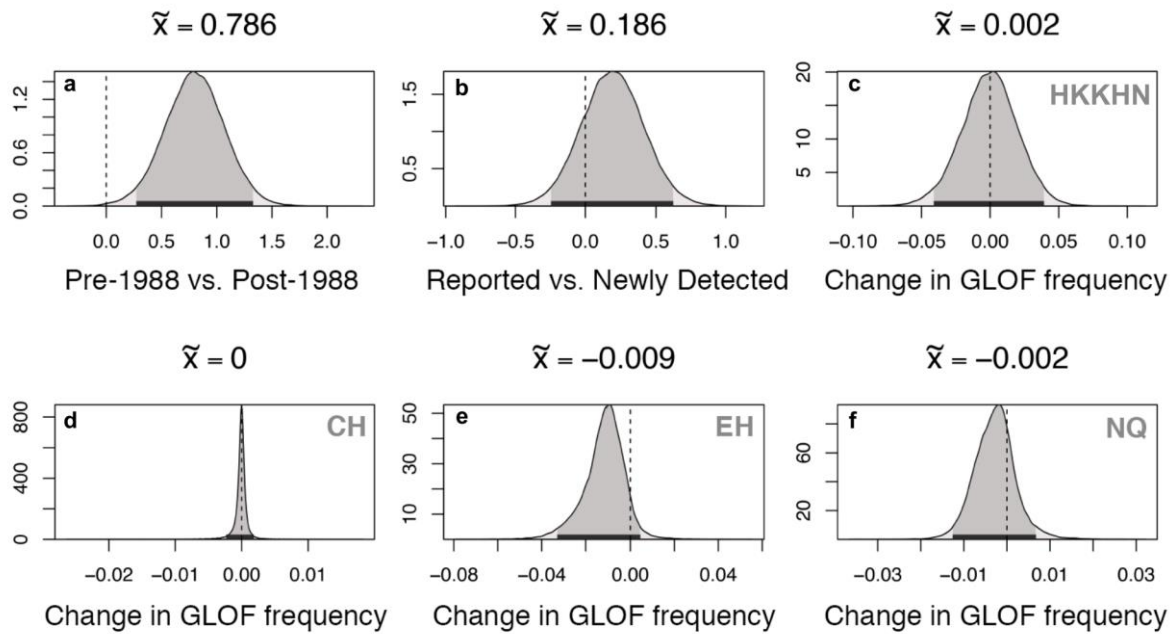 x̃ = 0.786
x̃ = 0.186
x̃ = 0.002
a
b
c
HKKHN
0.0 0.6 1.2
0.5 1.5
5 10 20
0.0 0.5 1.0 1.5 2.0
−1.0 −0.5 0.0 0.5 1.0
−0.10 −0.05 0.00 0.05 0.10
Pre-1988 vs. Post-1988
Reported vs. Newly Detected
Change in GLOF frequency
x̃ = 0
x̃ = −0.009
x̃ = −0.002
d
CH
e
EH
f
NQ
0 400 800
10 30 50
20 60
−0.02 −0.01 0.00 0.01
−0.08 −0.04 0.00 0.04
−0.03 −0.01 0.01 0.03
Change in GLOF frequency
Change in GLOF frequency
Change in GLOF frequency